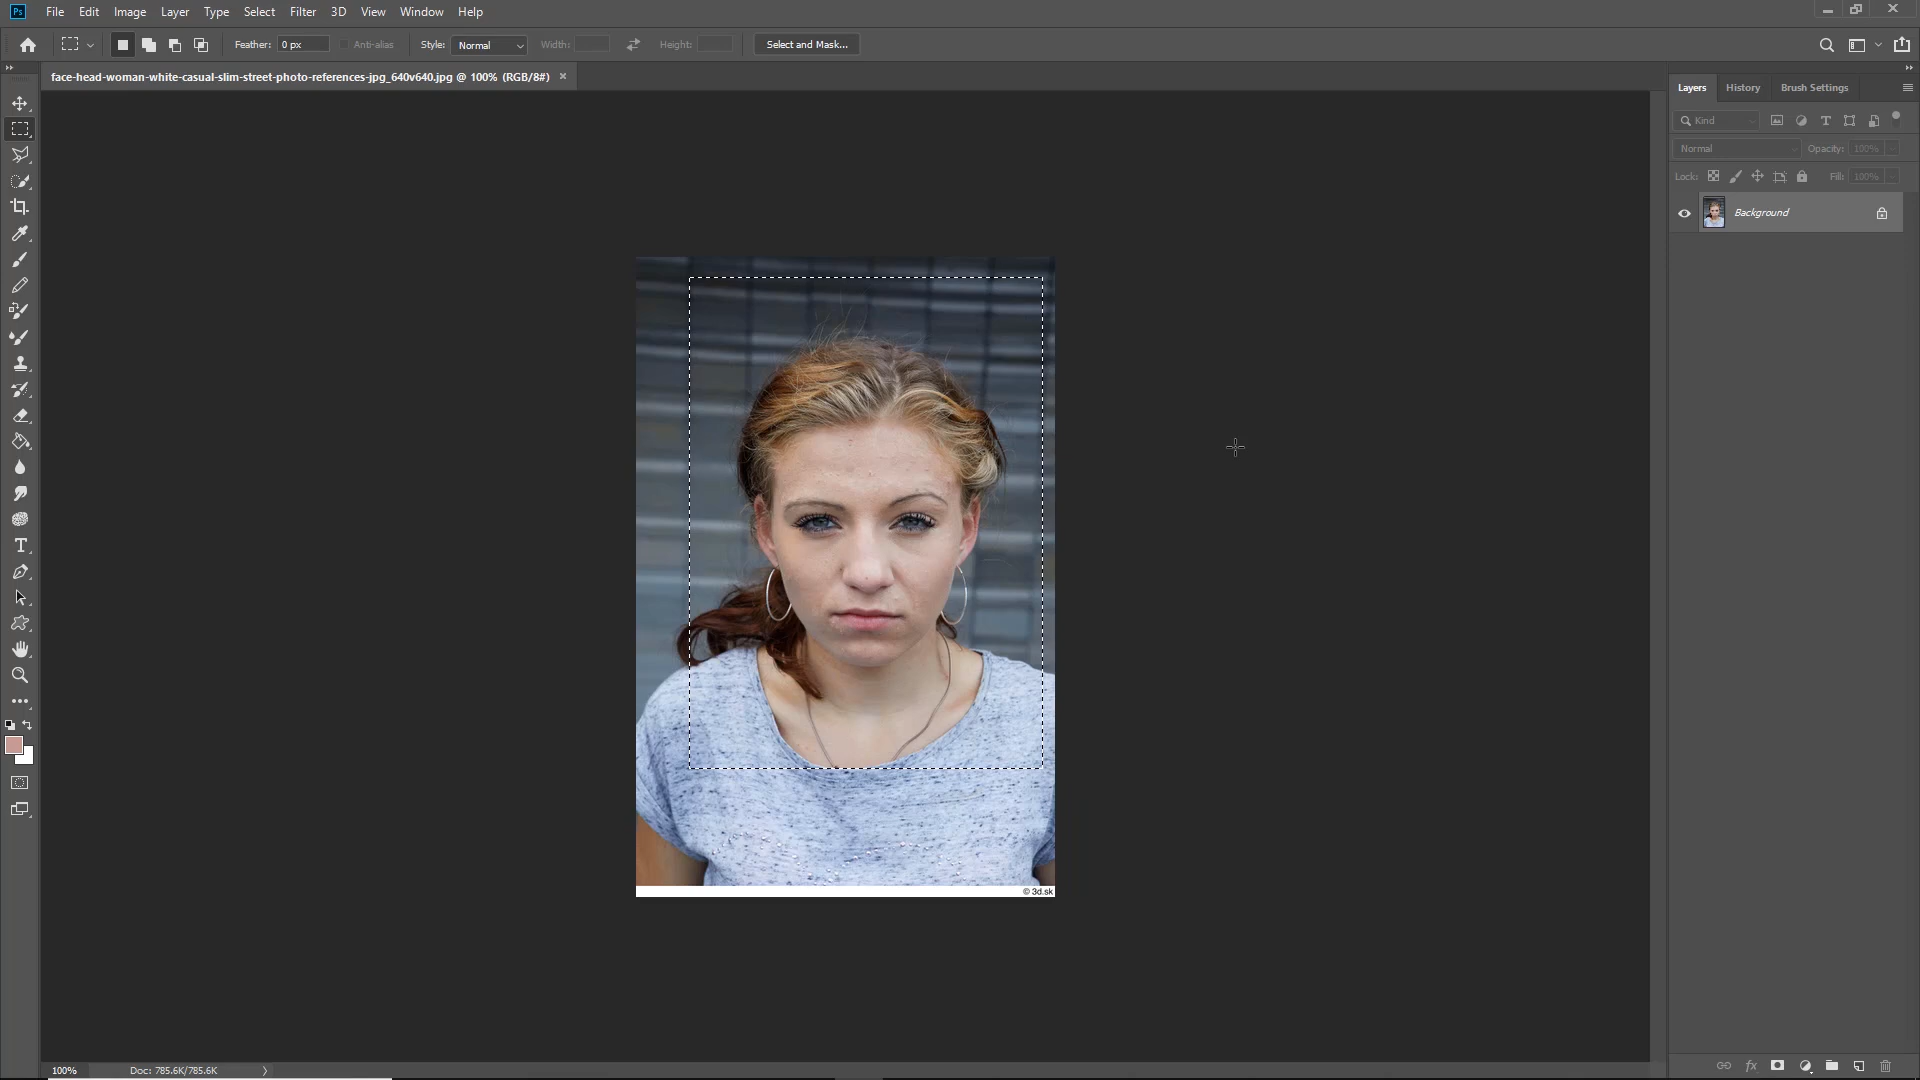 Ps File Edit Image Layer Type Select Filter 3D View Window Help
Feather: 0 px Anti-alias Style: Normal Width: Height: Select and Mask...
face-head-woman-white-casual-slim-street-photo-references-jpg_640v640.jpg @ 100% (RGB/8#)
Layers History Brush Settings
Kind
Normal Opacity: 100%
Lock: Fill: 100%
Background
© 3d.sk
100% Doc: 785.6K/785.6K